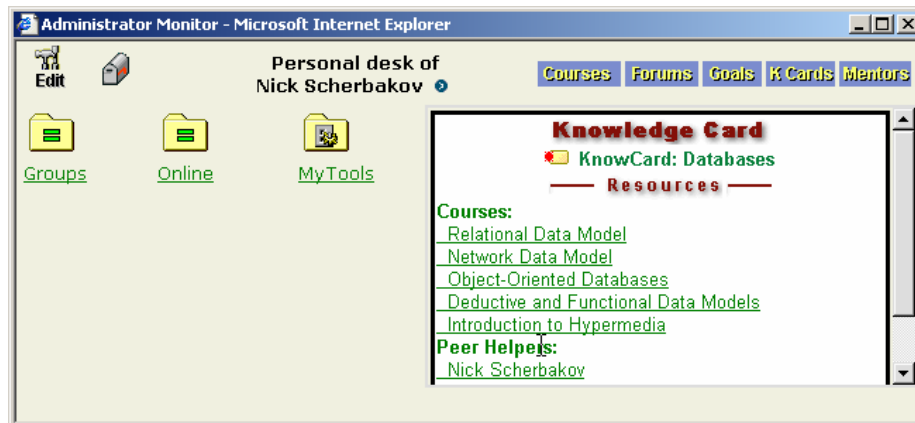 Administrator Monitor - Microsoft Internet Explorer
Edit
Personal desk of
Nick Scherbakov
Courses Forums Goals K Cards Mentors
Groups Online MyTools
Knowledge Card
KnowCard: Databases
Resources
Courses:
Relational Data Model
Network Data Model
Object-Oriented Databases
Deductive and Functional Data Models
Introduction to Hypermedia
Peer Helpers:
Nick Scherbakov